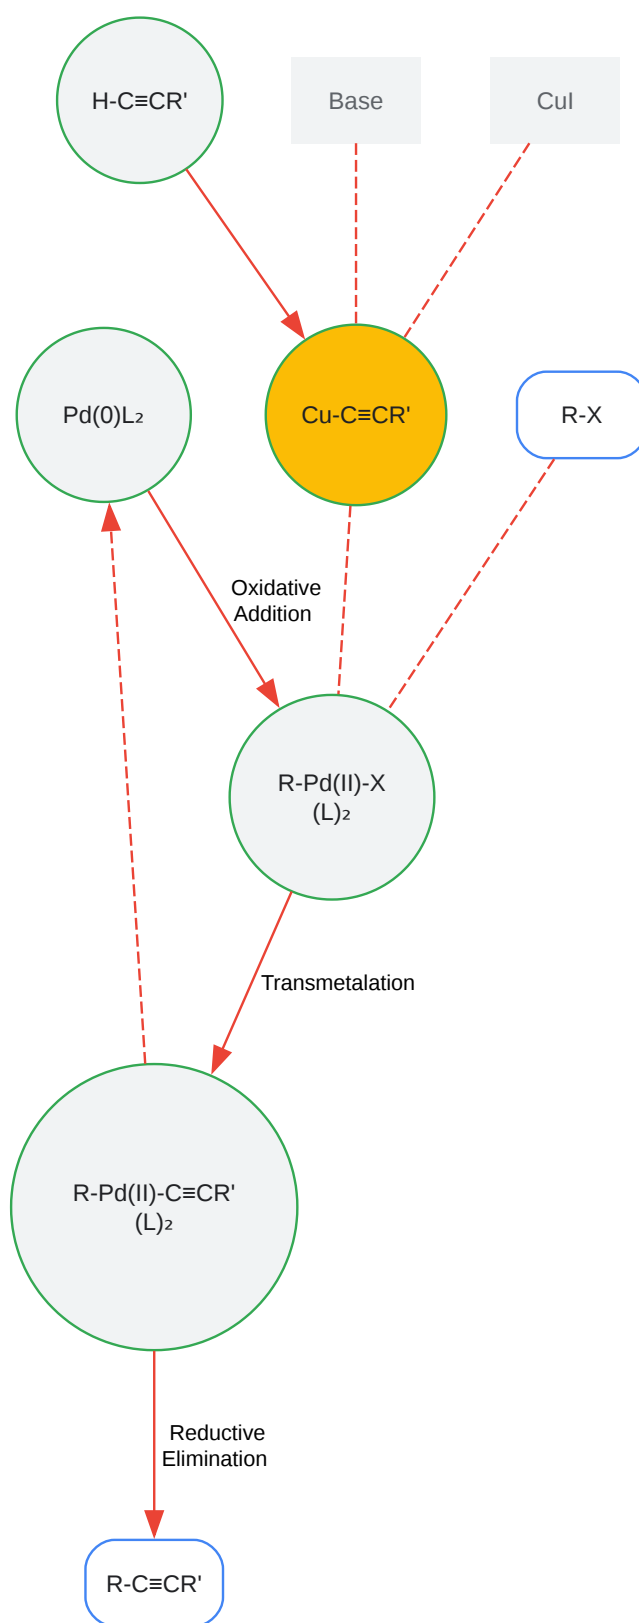 H-C≡CR'
Base
CuI
Pd(0)L₂
Cu-C≡CR'
R-X
Oxidative
Addition
R-Pd(II)-X
(L)₂
Transmetalation
R-Pd(II)-C≡CR'
(L)₂
Reductive
Elimination
R-C≡CR'